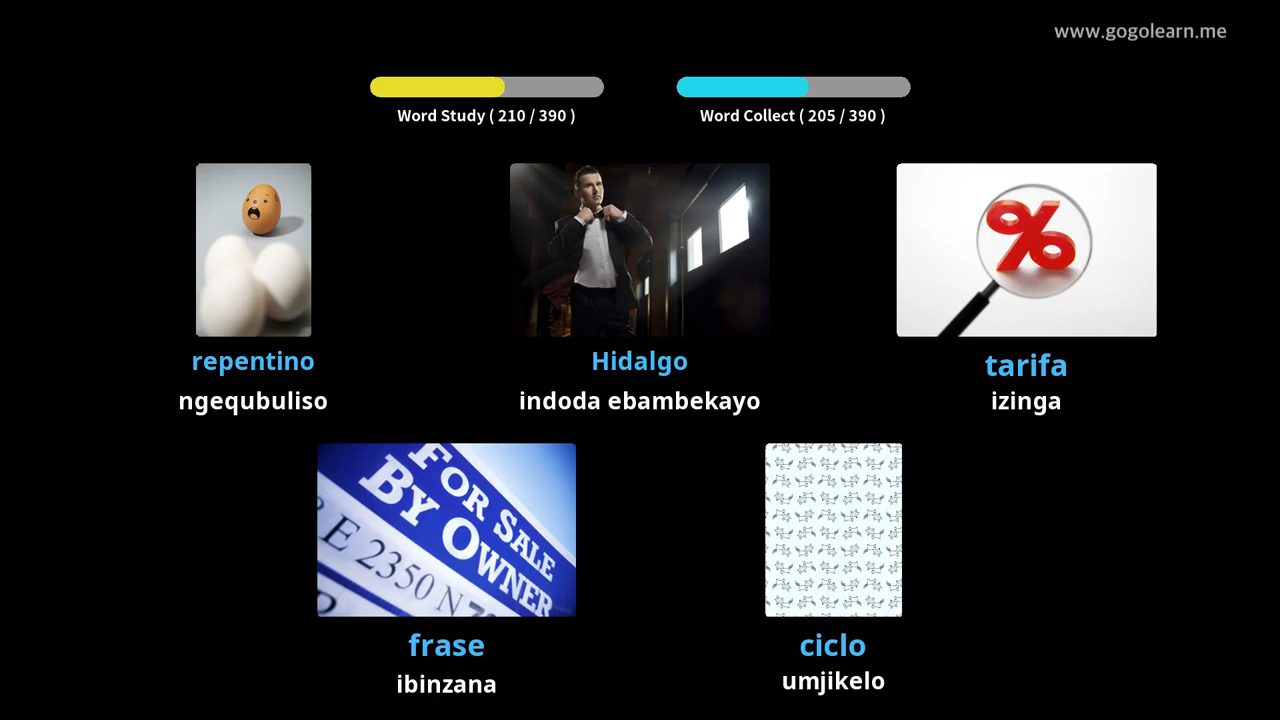 www.gogolearn.me
Word Study ( 210 / 390 )
Word Collect ( 205 / 390 )
repentino
ngequbuliso
Hidalgo
indoda ebambekayo
tarifa
izinga
%
FOR SALE
BY OWNER
E 2350 N
frase
ibinzana
ciclo
umjikelo